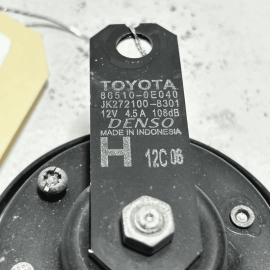 TOYOTA
86510-0E040
JK272100-8301
12V 4.5A 108dB
DENSO
MADE IN INDONESIA
H 12C 06